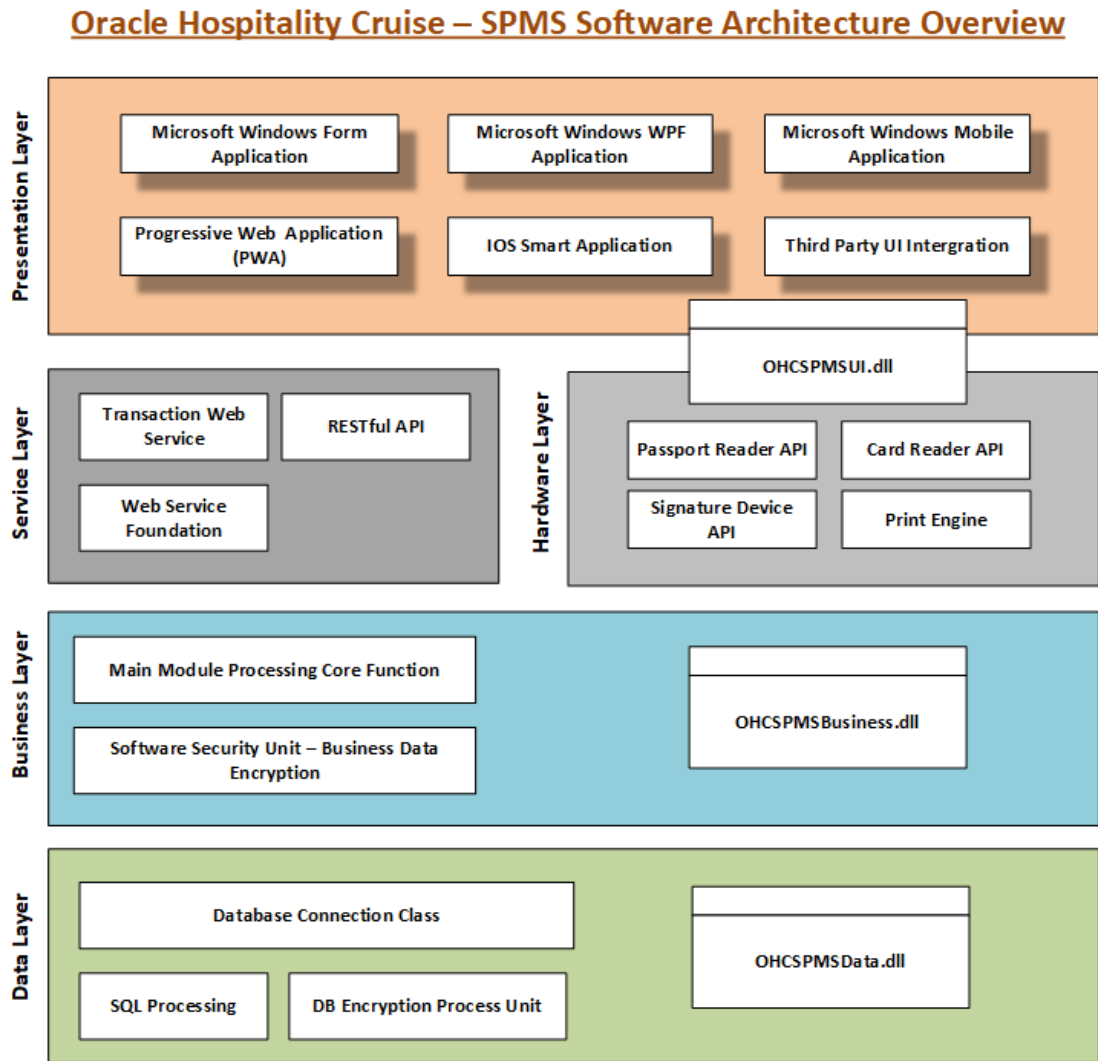 Oracle Hospitality Cruise – SPMS Software Architecture Overview
Presentation Layer
Microsoft Windows Form
Application
Microsoft Windows WPF
Application
Microsoft Windows Mobile
Application
Progressive Web Application
(PWA)
IOS Smart Application
Third Party UI Intergration
OHCSPMSUI.dll
Service Layer
Transaction Web
Service
RESTful API
Web Service
Foundation
Hardware Layer
Passport Reader API
Card Reader API
Signature Device
API
Print Engine
Business Layer
Main Module Processing Core Function
Software Security Unit – Business Data
Encryption
OHCSPMSBusiness.dll
Data Layer
Database Connection Class
SQL Processing
DB Encryption Process Unit
OHCSPMSData.dll